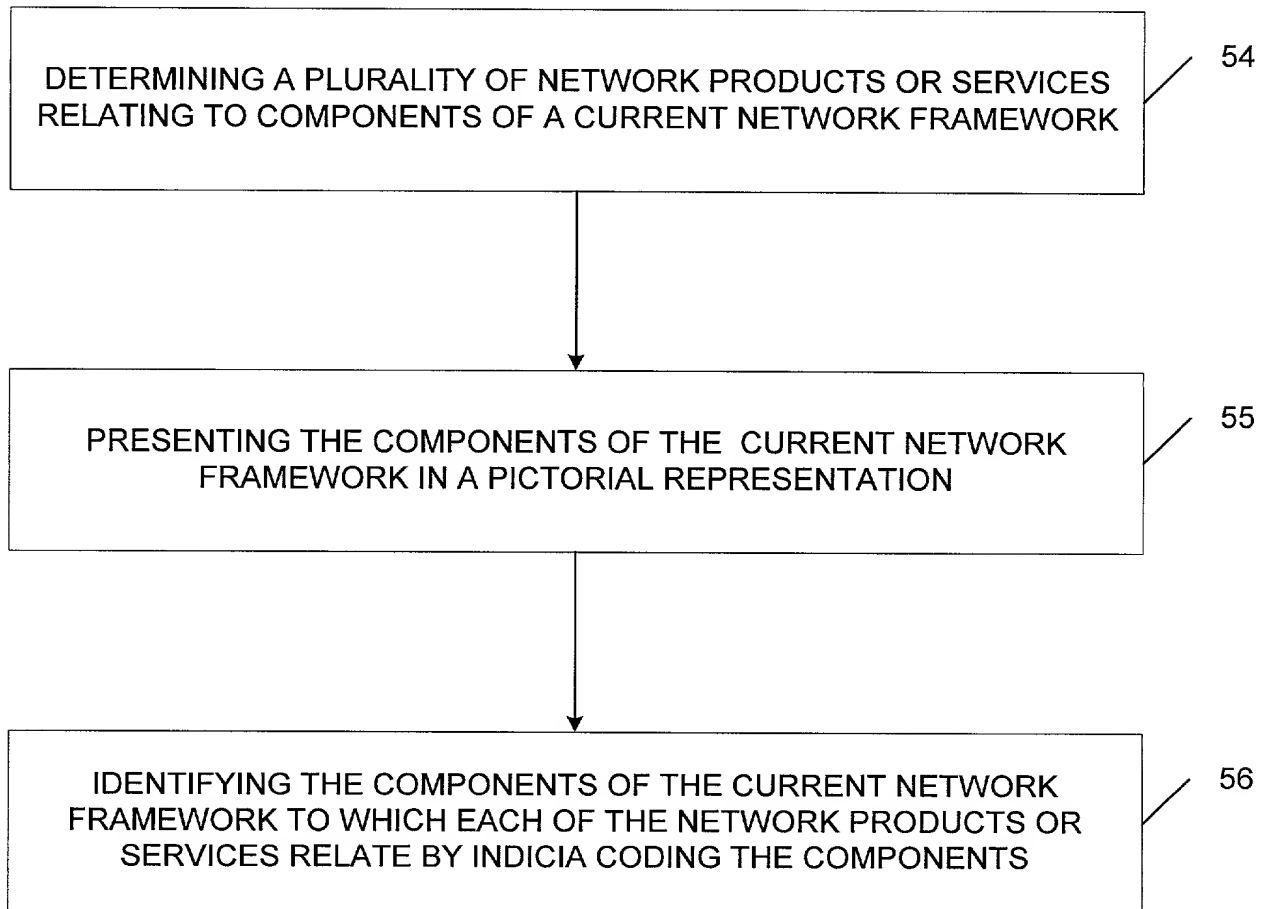 DETERMINING A PLURALITY OF NETWORK PRODUCTS OR SERVICES
RELATING TO COMPONENTS OF A CURRENT NETWORK FRAMEWORK
54
PRESENTING THE COMPONENTS OF THE CURRENT NETWORK
FRAMEWORK IN A PICTORIAL REPRESENTATION
55
IDENTIFYING THE COMPONENTS OF THE CURRENT NETWORK
FRAMEWORK TO WHICH EACH OF THE NETWORK PRODUCTS OR
SERVICES RELATE BY INDICIA CODING THE COMPONENTS
56